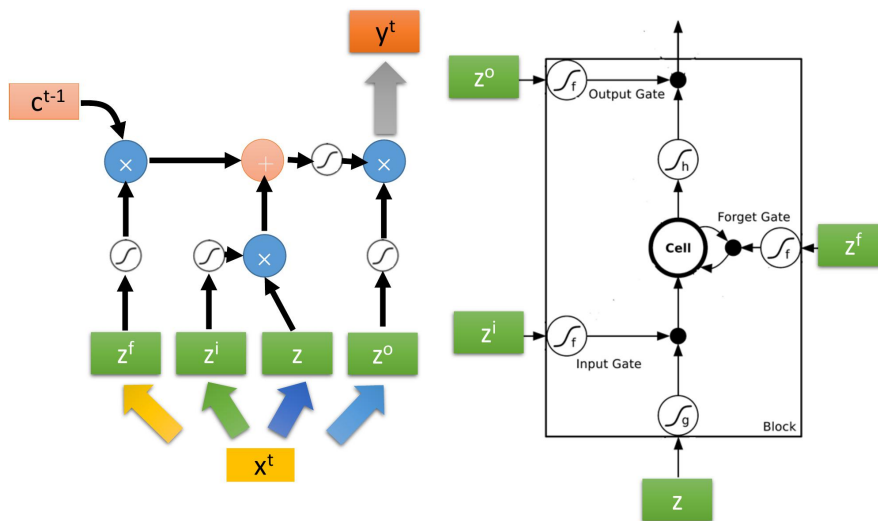 y^t
c^{t-1}
×
+
×
×
z^f
z^i
z
z^o
x^t
z^o
f
Output Gate
h
Forget Gate
Cell
f
z^f
z^i
f
Input Gate
g
Block
z